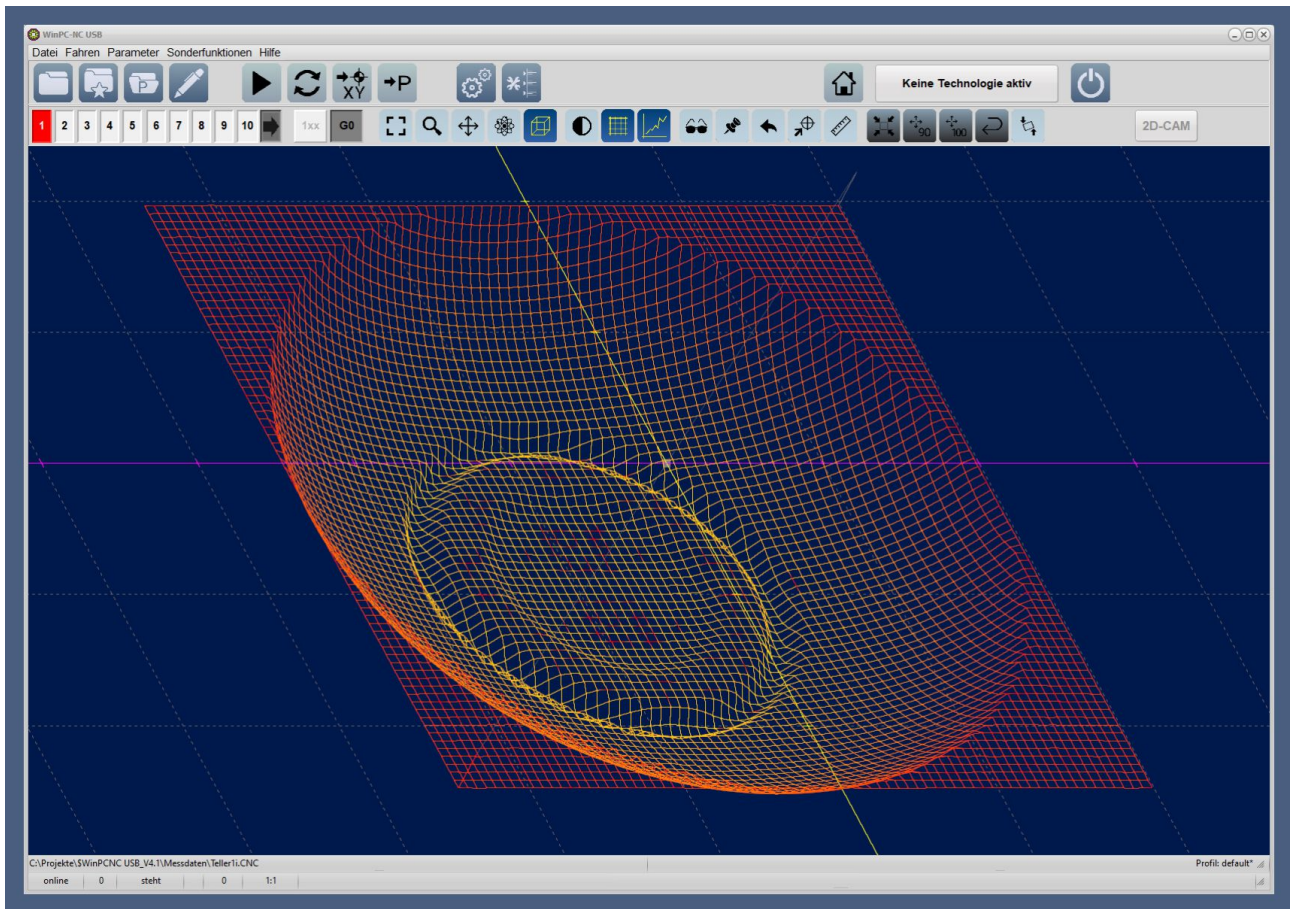 WinPC-NC USB
Datei Fahren Parameter Sonderfunktionen Hilfe
P XY P Keine Technologie aktiv
1 2 3 4 5 6 7 8 9 10 1xx G0 90 100 2D-CAM
C:\Projekte\$WinPCNC USB_V4.1\Messdaten\Teller1i.CNC Profil: default*
online 0 steht 0 1:1